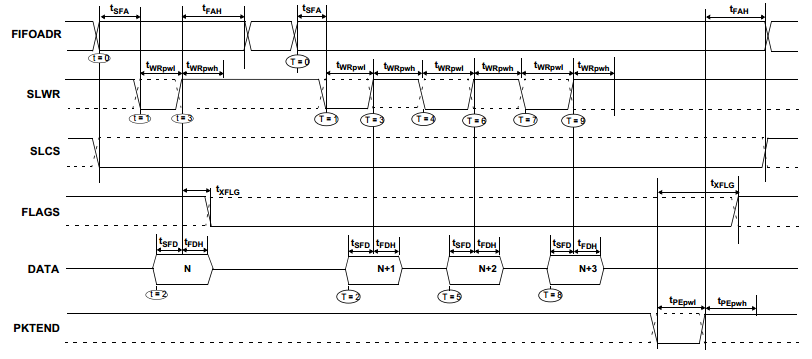 tSFA tFAH tSFA tFAH
FIFOADR
t = 0 T = 0
tWRpwl tWRpwh tWRpwl tWRpwh tWRpwl tWRpwh tWRpwl tWRpwh
SLWR
t = 1 t = 3 T = 1 T = 3 T = 4 T = 6 T = 7 T = 9
SLCS
tXFLG tXFLG
FLAGS
tSFD tFDH tSFD tFDH tSFD tFDH tSFD tFDH
DATA N N+1 N+2 N+3
t = 2 T = 2 T = 5 T = 8
tPEpwl tPEpwh
PKTEND